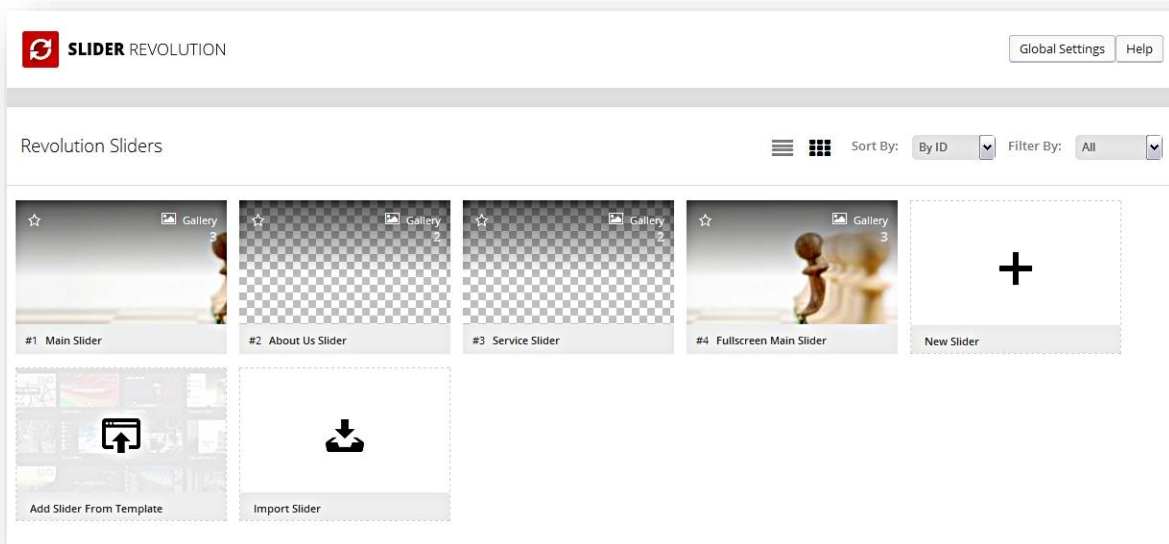 SLIDER REVOLUTION
Global Settings
Help
Revolution Sliders
Sort By:
By ID
Filter By:
All
Gallery
3
Gallery
2
Gallery
2
Gallery
3
#1 Main Slider
#2 About Us Slider
#3 Service Slider
#4 Fullscreen Main Slider
New Slider
Add Slider From Template
Import Slider